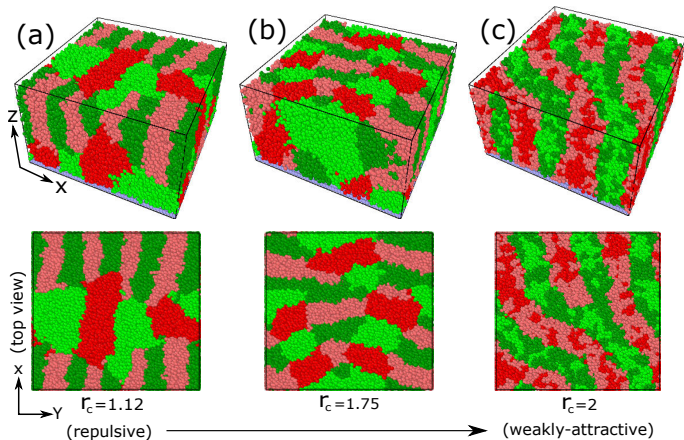 (a)
(b)
(c)
Z
X
(top view)
x
Y
r_c=1.12
r_c=1.75
r_c=2
(repulsive)
(weakly-attractive)